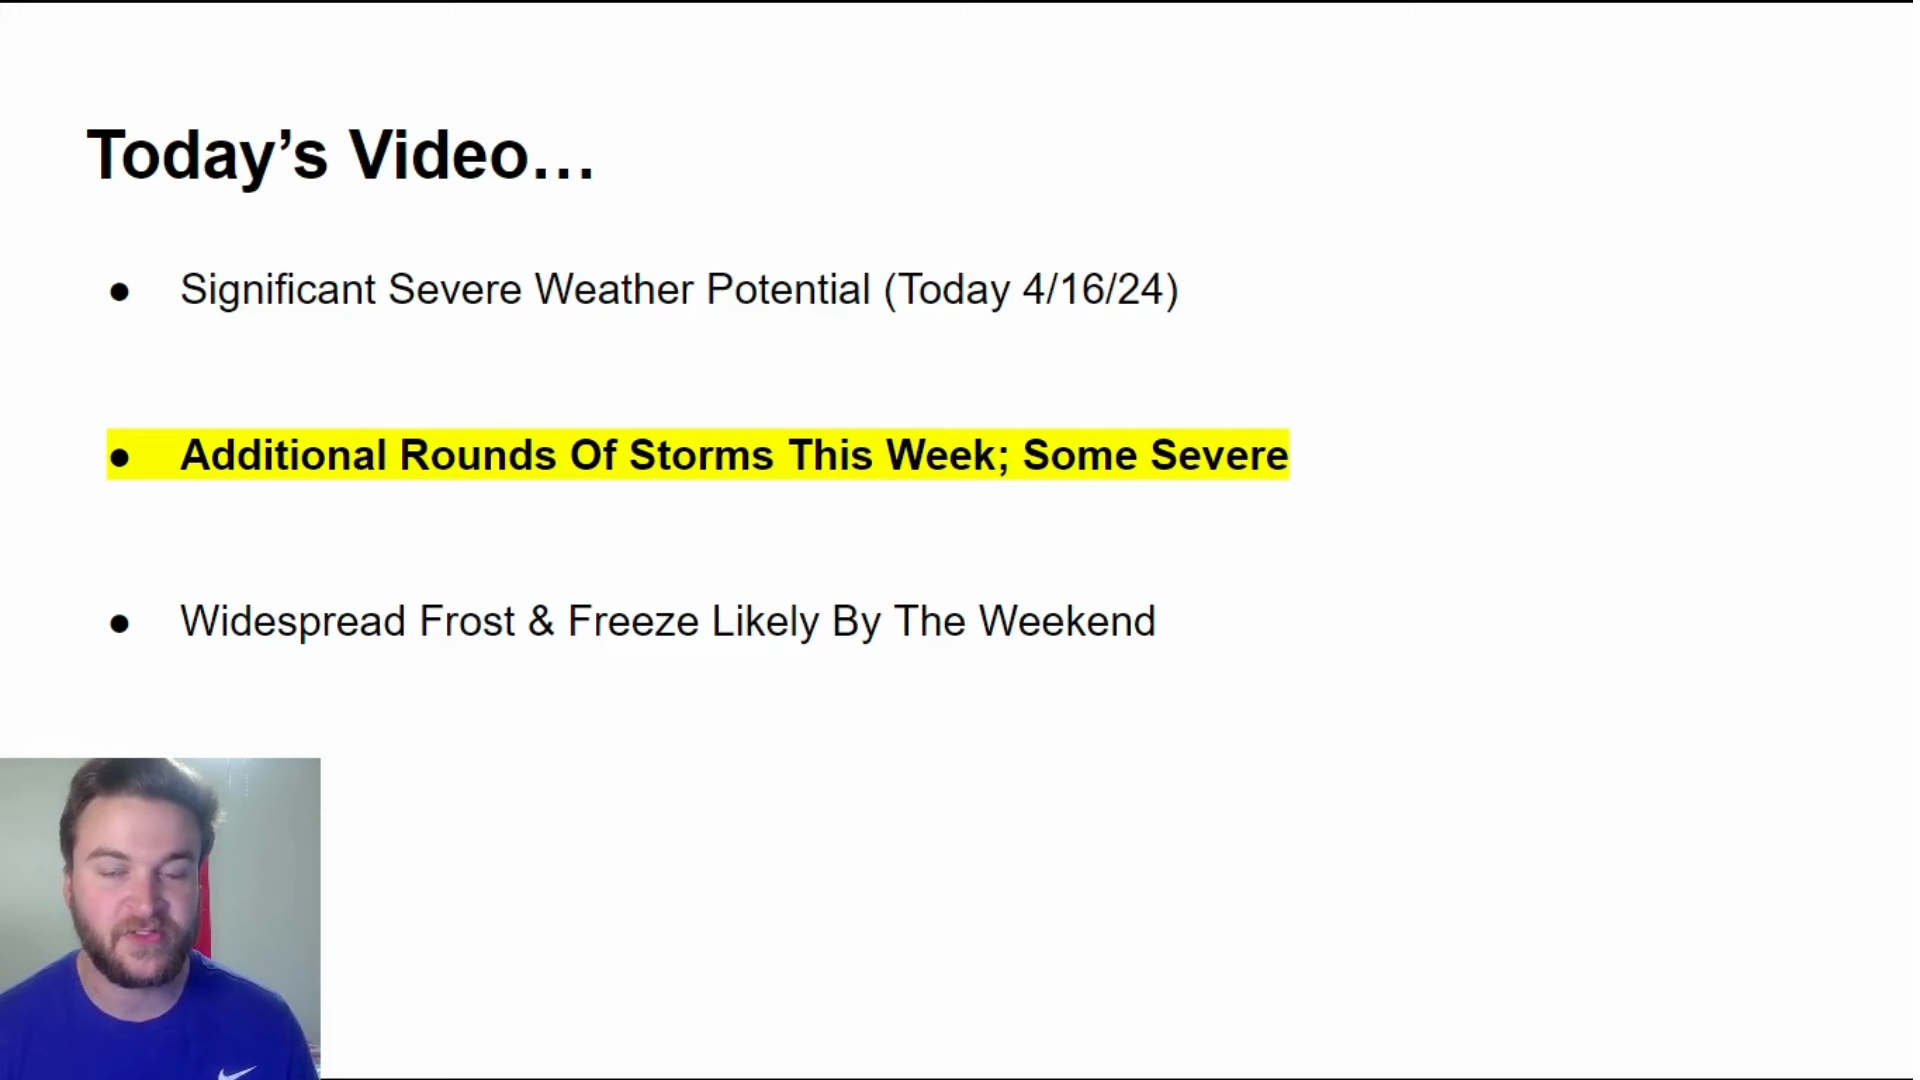 Today’s Video…
● Significant Severe Weather Potential (Today 4/16/24)
● Additional Rounds Of Storms This Week; Some Severe
● Widespread Frost & Freeze Likely By The Weekend